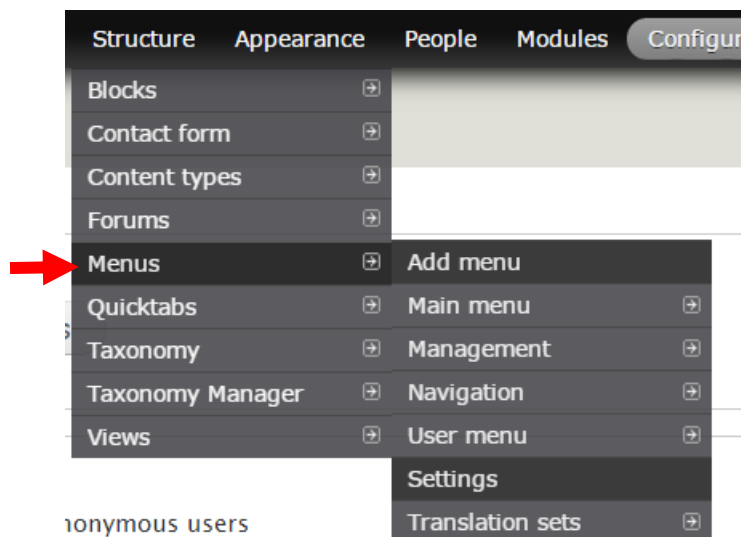 Structure Appearance People Modules Configur
Blocks
Contact form
Content types
Forums
Menus
Quicktabs
Taxonomy
Taxonomy Manager
Views
Add menu
Main menu
Management
Navigation
User menu
Settings
Translation sets
s
nonymous users